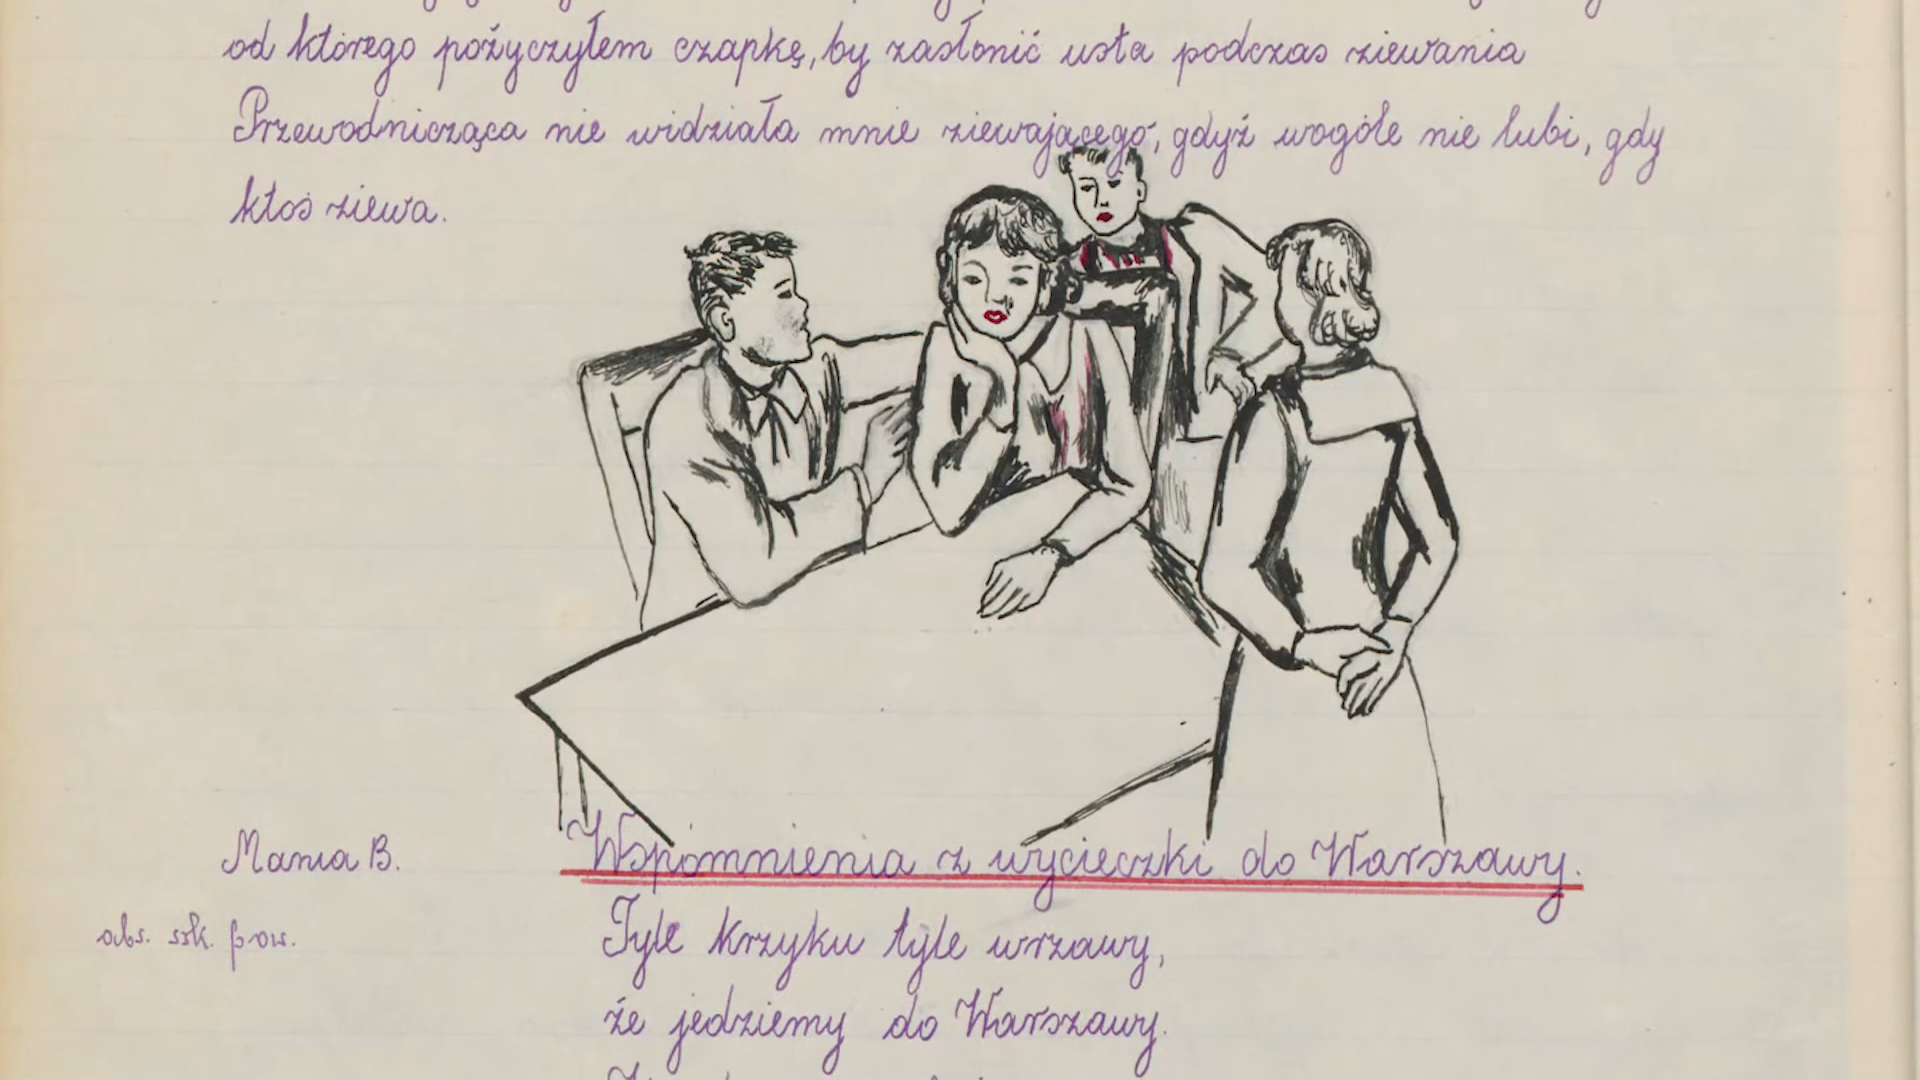 od którego pożyczyłem czapkę, by zasłonić usta podczas ziewania
Przewodnicząca nie widziała mnie ziewającego, gdyż wogóle nie lubi, gdy
ktoś ziewa.
Mania B.
Wspomnienia z wycieczki do Warszawy.
abs. szk. pow.
Tyle krzyku tyle wrzawy,
że jedziemy do Warszawy.